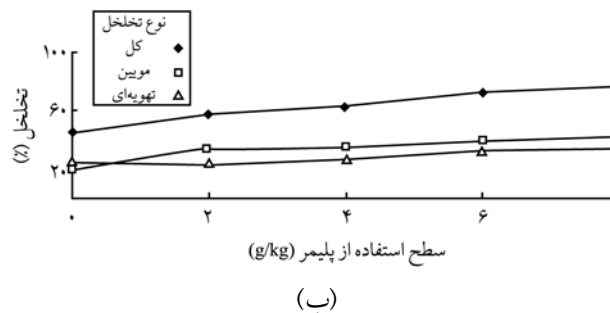 نوع تخلخل
کل
مویین
تهویه‌ای
تخلخل (%)
۱۰۰
۶۰
۲۰
۰ ۲ ۴ ۶
سطح استفاده از پلیمر (g/kg)
(ب)